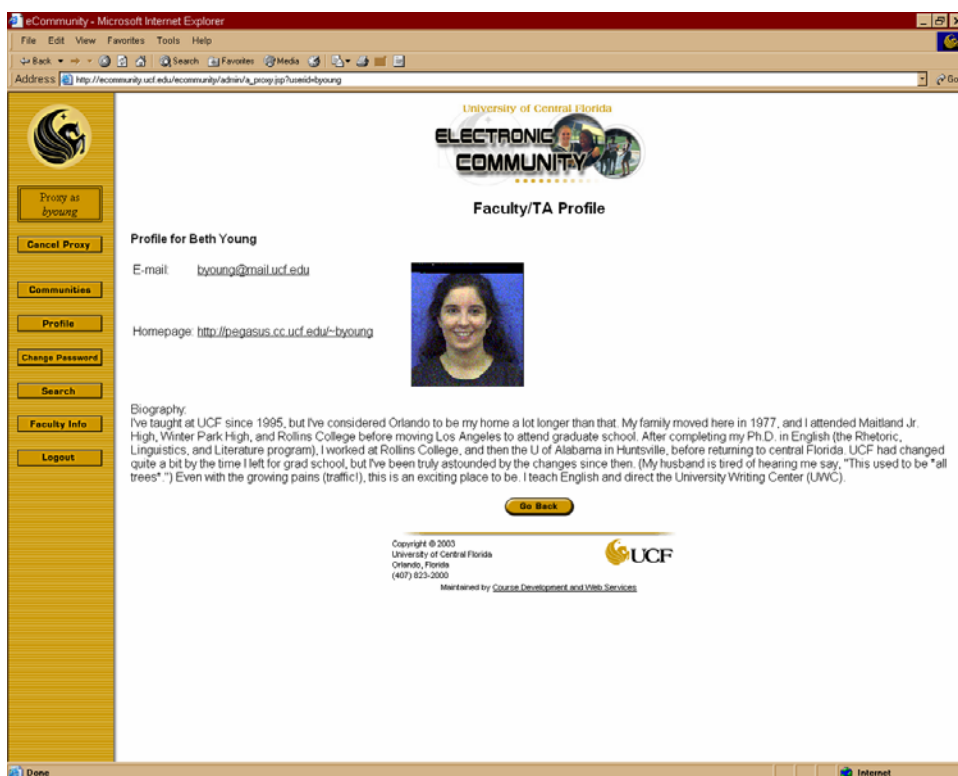 eCommunity - Microsoft Internet Explorer
File Edit View Favorites Tools Help
Back Search Favorites Media
Address http://ecommunity.ucf.edu/ecommunity/admin/a_proxy.jsp?userid=byoung Go
University of Central Florida
ELECTRONIC
COMMUNITY
Proxy as
byoung
Cancel Proxy
Communities
Profile
Change Password
Search
Faculty Info
Logout
Faculty/TA Profile
Profile for Beth Young
E-mail: byoung@mail.ucf.edu
Homepage: http://pegasus.cc.ucf.edu/~byoung
Biography:
I've taught at UCF since 1995, but I've considered Orlando to be my home a lot longer than that. My family moved here in 1977, and I attended Maitland Jr.
High, Winter Park High, and Rollins College before moving Los Angeles to attend graduate school. After completing my Ph.D. in English (the Rhetoric,
Linguistics, and Literature program), I worked at Rollins College, and then the U of Alabama in Huntsville, before returning to central Florida. UCF had changed
quite a bit by the time I left for grad school, but I've been truly astounded by the changes since then. (My husband is tired of hearing me say, "This used to be *all
trees*.") Even with the growing pains (traffic!), this is an exciting place to be. I teach English and direct the University Writing Center (UWC).
Go Back
Copyright © 2003
University of Central Florida
Orlando, Florida
(407) 823-2000
UCF
Maintained by Course Development and Web Services
Done Internet